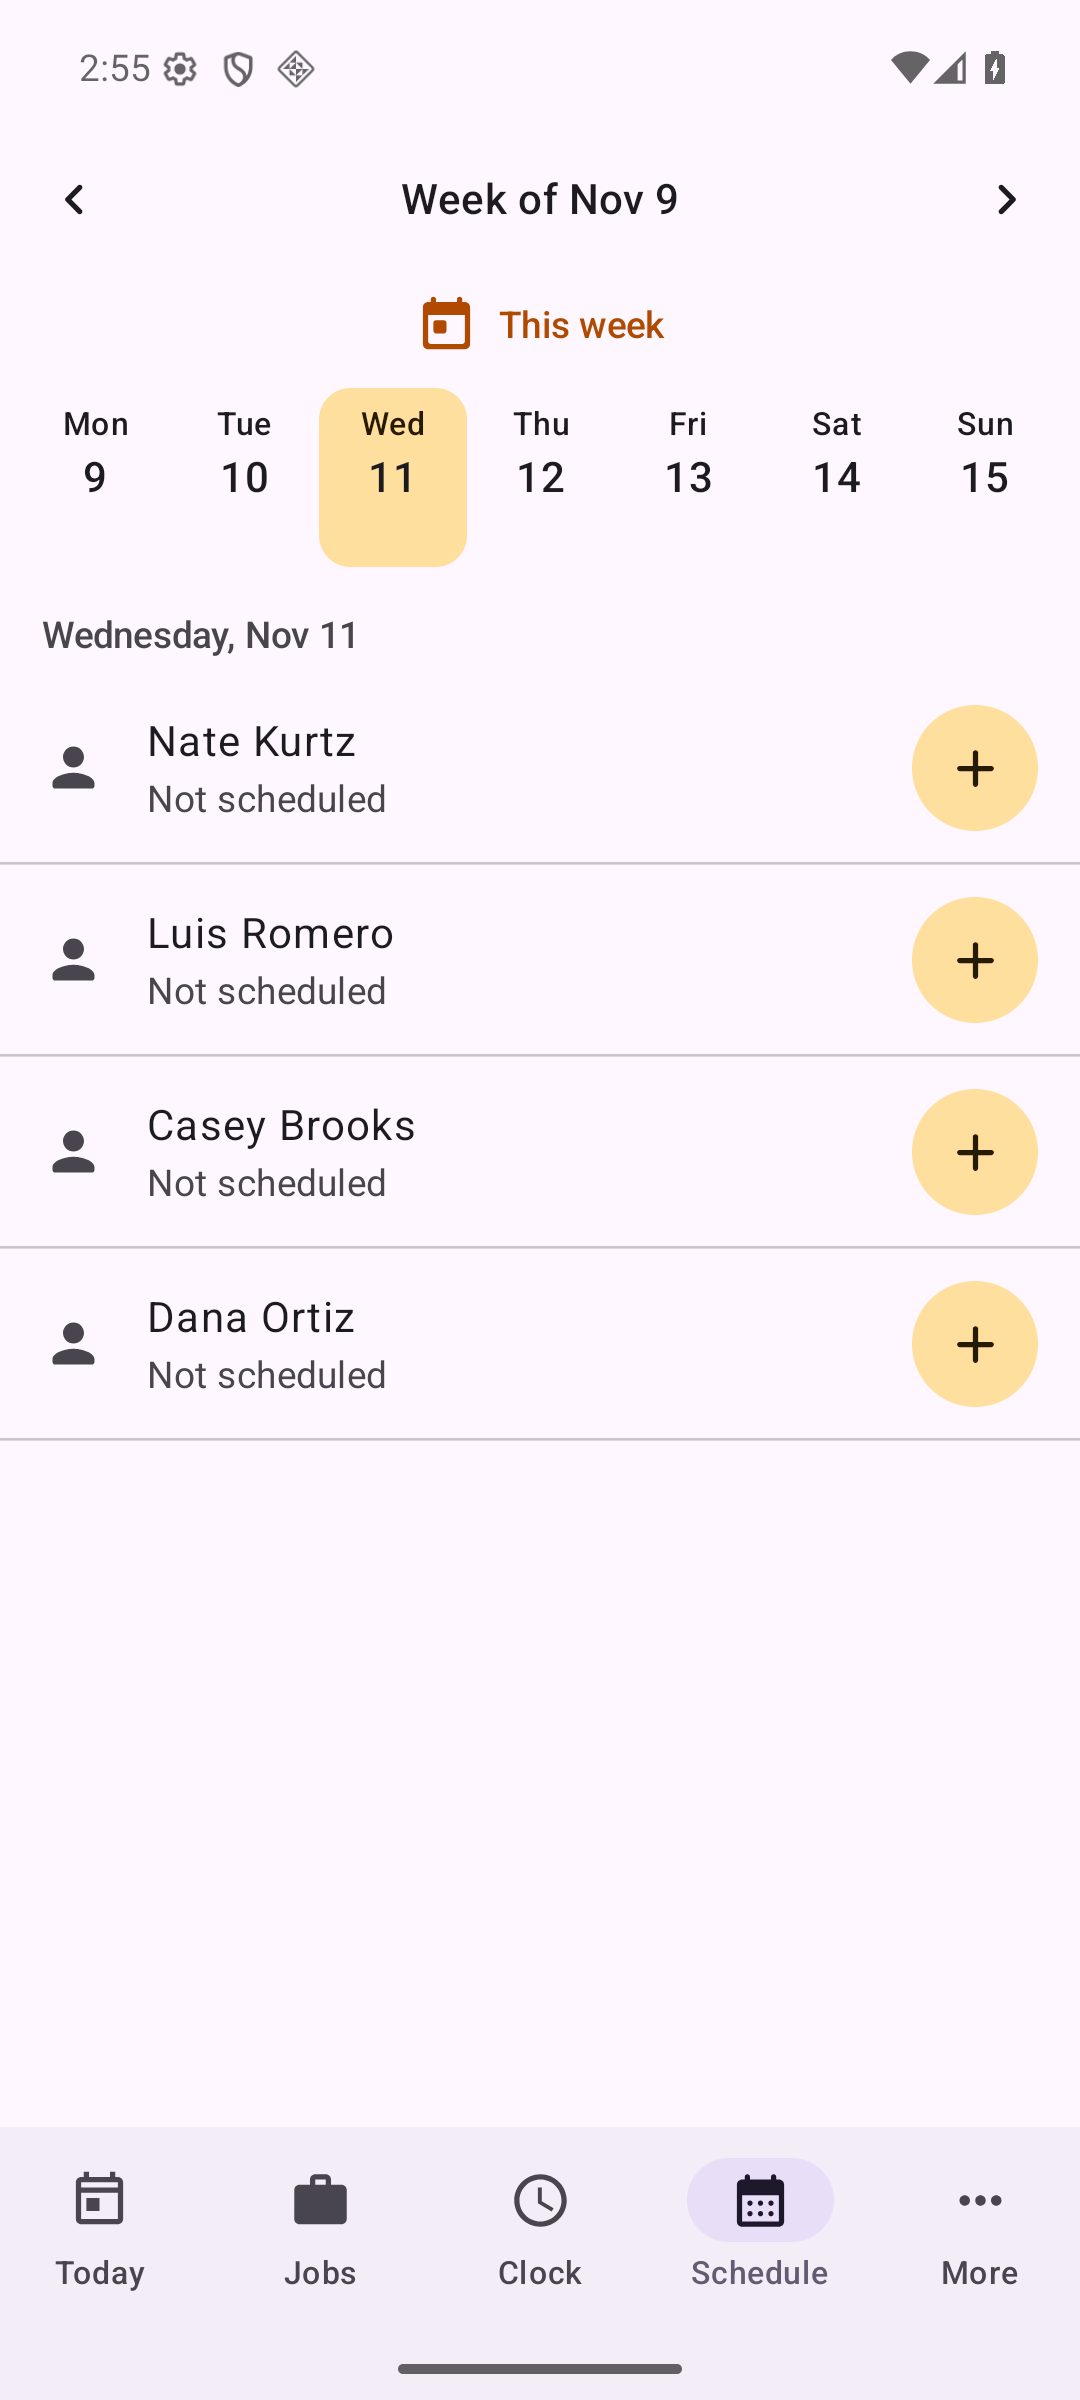 2:55
Week of Nov 9
This week
Mon Tue Wed Thu Fri Sat Sun
9 10 11 12 13 14 15
Wednesday, Nov 11
Nate Kurtz
Not scheduled
Luis Romero
Not scheduled
Casey Brooks
Not scheduled
Dana Ortiz
Not scheduled
Today Jobs Clock Schedule More